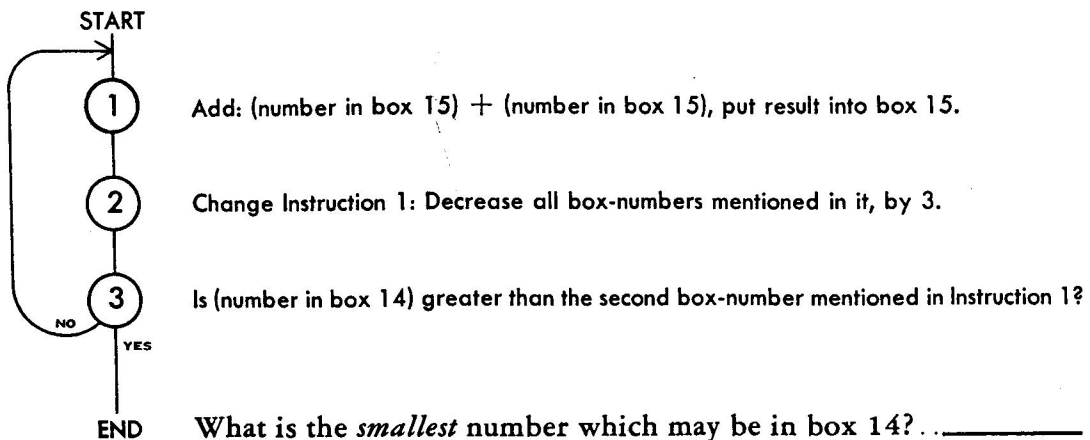 START
1
Add: (number in box 15) + (number in box 15), put result into box 15.
2
Change Instruction 1: Decrease all box-numbers mentioned in it, by 3.
3
Is (number in box 14) greater than the second box-number mentioned in Instruction 1?
NO
YES
END
What is the smallest number which may be in box 14?..